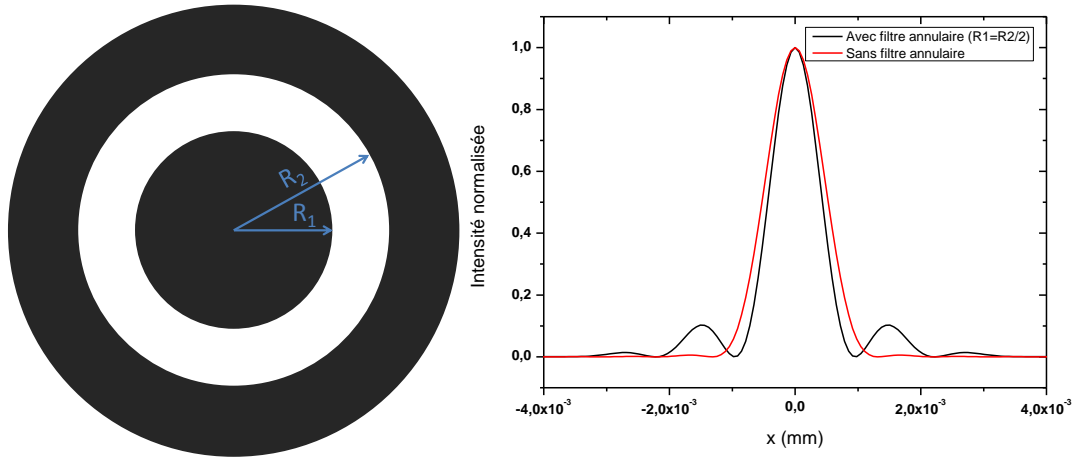 R2
R1
Intensité normalisée
1,0
0,8
0,6
0,4
0,2
0,0
Avec filtre annulaire (R1=R2/2)
Sans filtre annulaire
-4,0x10-3
-2,0x10-3
0,0
2,0x10-3
4,0x10-3
x (mm)